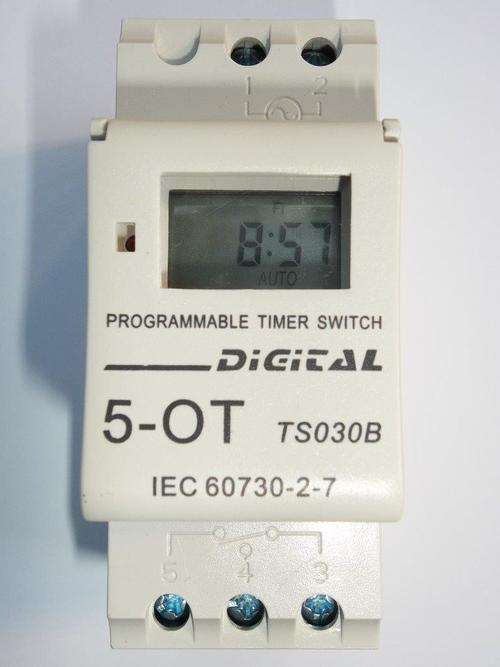 1 2
8:57
AUTO
PROGRAMMABLE TIMER SWITCH
DiGiTAL
5-OT TS030B
IEC 60730-2-7
5 4 3